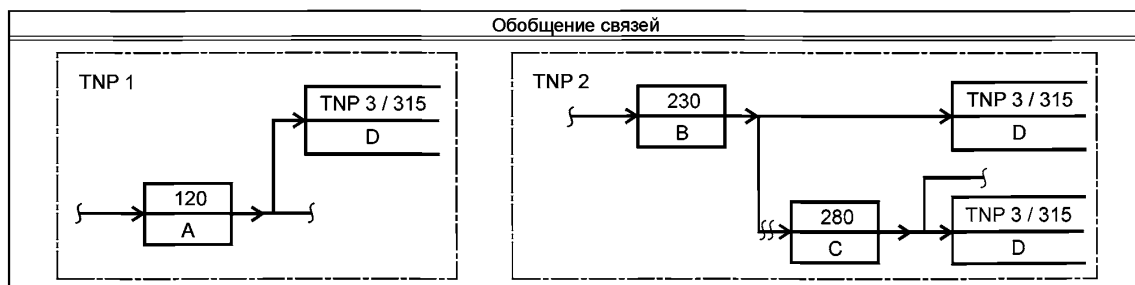 Обобщение связей
TNP 1
TNP 3 / 315
D
120
A
TNP 2
230
B
TNP 3 / 315
D
280
C
TNP 3 / 315
D